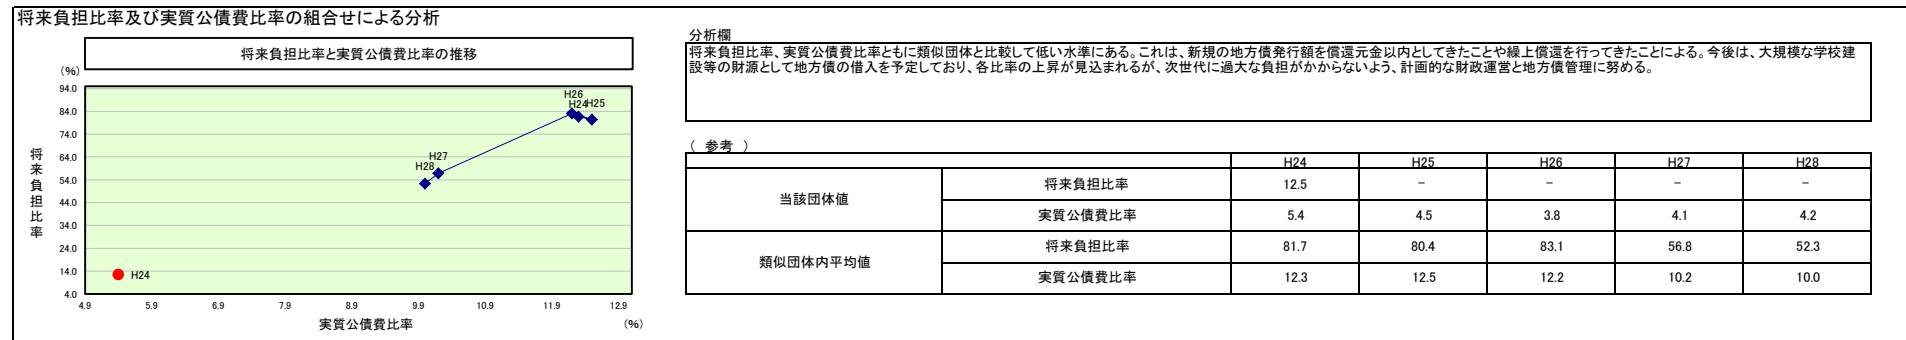 将来負担比率及び実質公債費比率の組合せによる分析
将来負担比率と実質公債費比率の推移
(%)
94.0
84.0
74.0
64.0
54.0
44.0
34.0
24.0
14.0
4.0
将来負担比率
H26
H24
H25
H27
H28
H24
4.9 5.9 6.9 7.9 8.9 9.9 10.9 11.9 12.9
実質公債費比率
(%)
分析欄
将来負担比率、実質公債費比率ともに類似団体と比較して低い水準にある。これは、新規の地方債発行額を償還元金以内としてきたことや繰上償還を行ってきたことによる。今後は、大規模な学校建
設等の財源として地方債の借入を予定しており、各比率の上昇が見込まれるが、次世代に過大な負担がかからないよう、計画的な財政運営と地方債管理に努める。
( 参考 )
H24 H25 H26 H27 H28
当該団体値
将来負担比率 12.5 － － － －
実質公債費比率 5.4 4.5 3.8 4.1 4.2
類似団体内平均値
将来負担比率 81.7 80.4 83.1 56.8 52.3
実質公債費比率 12.3 12.5 12.2 10.2 10.0